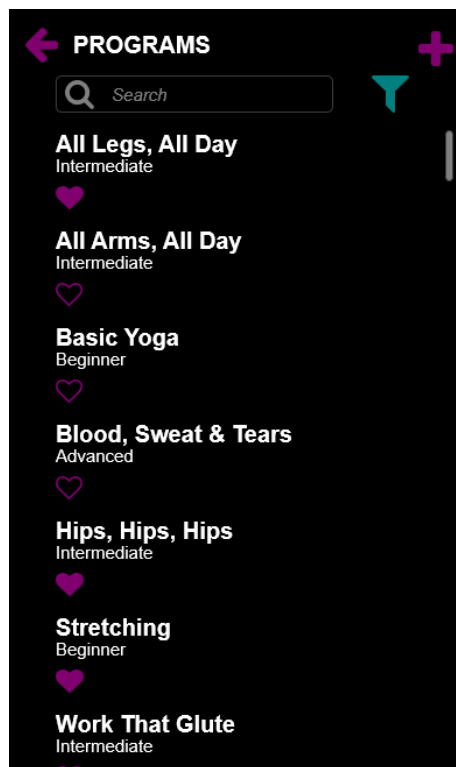 PROGRAMS
Search
All Legs, All Day
Intermediate
All Arms, All Day
Intermediate
Basic Yoga
Beginner
Blood, Sweat & Tears
Advanced
Hips, Hips, Hips
Intermediate
Stretching
Beginner
Work That Glute
Intermediate